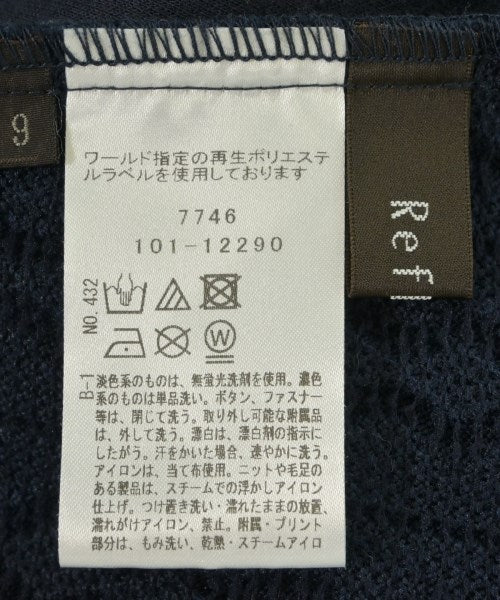 9
ワールド指定の再生ポリエステ
ルラベルを使用しております
7746
101-12290
NO. 432
W
B-1
淡色系のものは、無蛍光洗剤を使用。濃色
系のものは単品洗い。ボタン、ファスナー
等は、閉じて洗う。取り外し可能な附属品
は、外して洗う。漂白は、漂白剤の指示に
したがう。汗をかいた場合、速やかに洗う。
アイロンは、当て布使用。ニットや毛足の
ある製品は、スチームでの浮かしアイロン
仕上げ。つけ置き洗い・濡れたままの放置、
濡れがけアイロン、禁止。附属・プリント
部分は、もみ洗い、乾熱・スチームアイロ
Ref